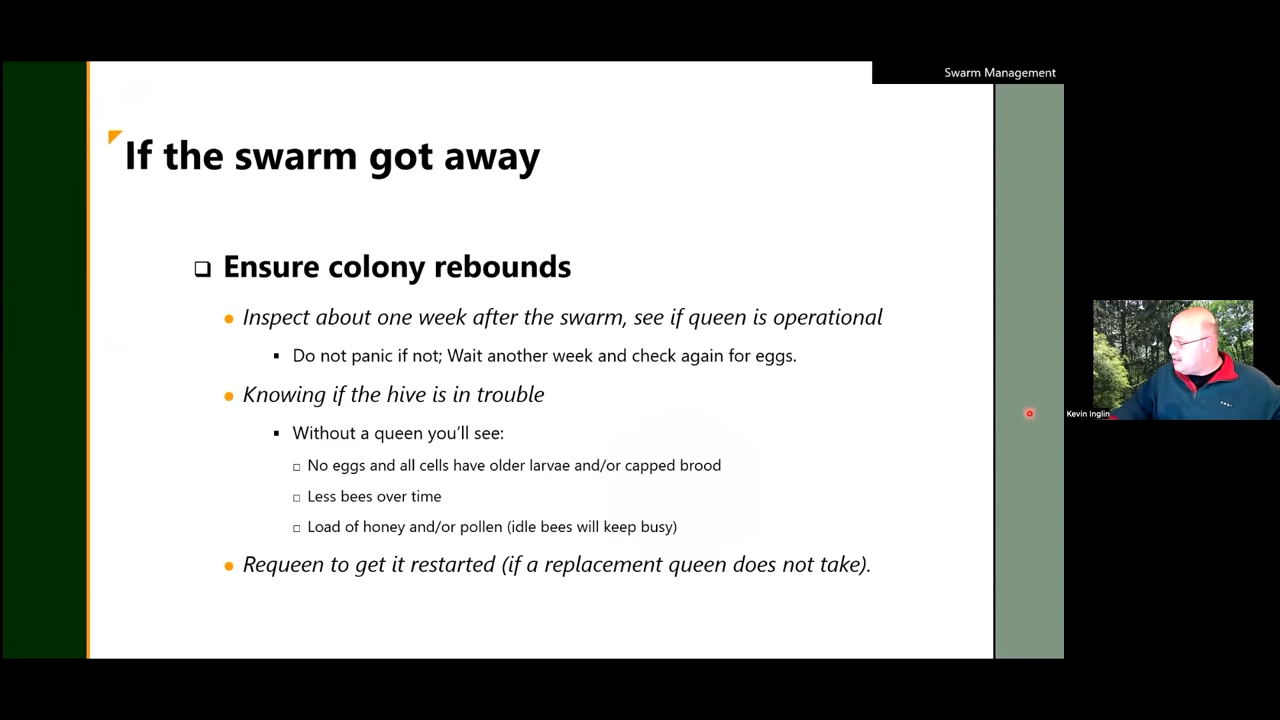 Swarm Management
If the swarm got away
Ensure colony rebounds
Inspect about one week after the swarm, see if queen is operational
Do not panic if not; Wait another week and check again for eggs.
Knowing if the hive is in trouble
Without a queen you'll see:
No eggs and all cells have older larvae and/or capped brood
Less bees over time
Load of honey and/or pollen (idle bees will keep busy)
Requeen to get it restarted (if a replacement queen does not take).
Kevin Inglin